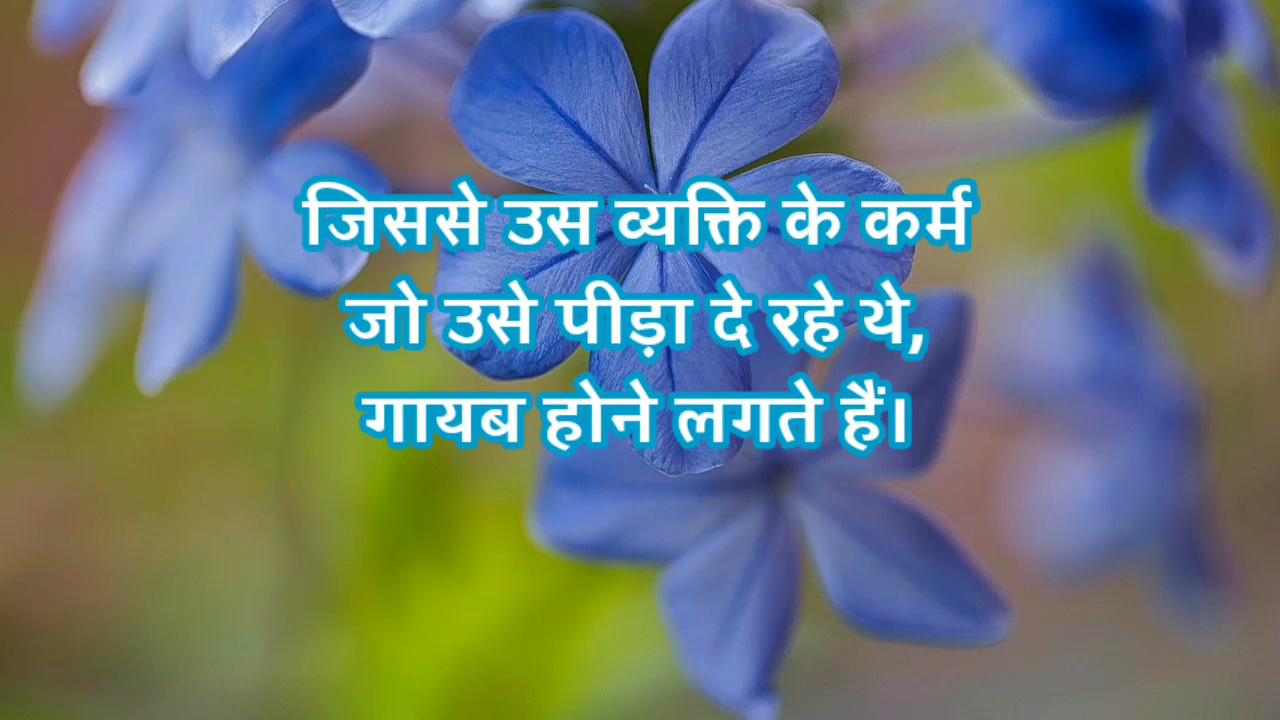 जिससे उस व्यक्ति के कर्म
जो उसे पीड़ा दे रहे थे,
गायब होने लगते हैं।